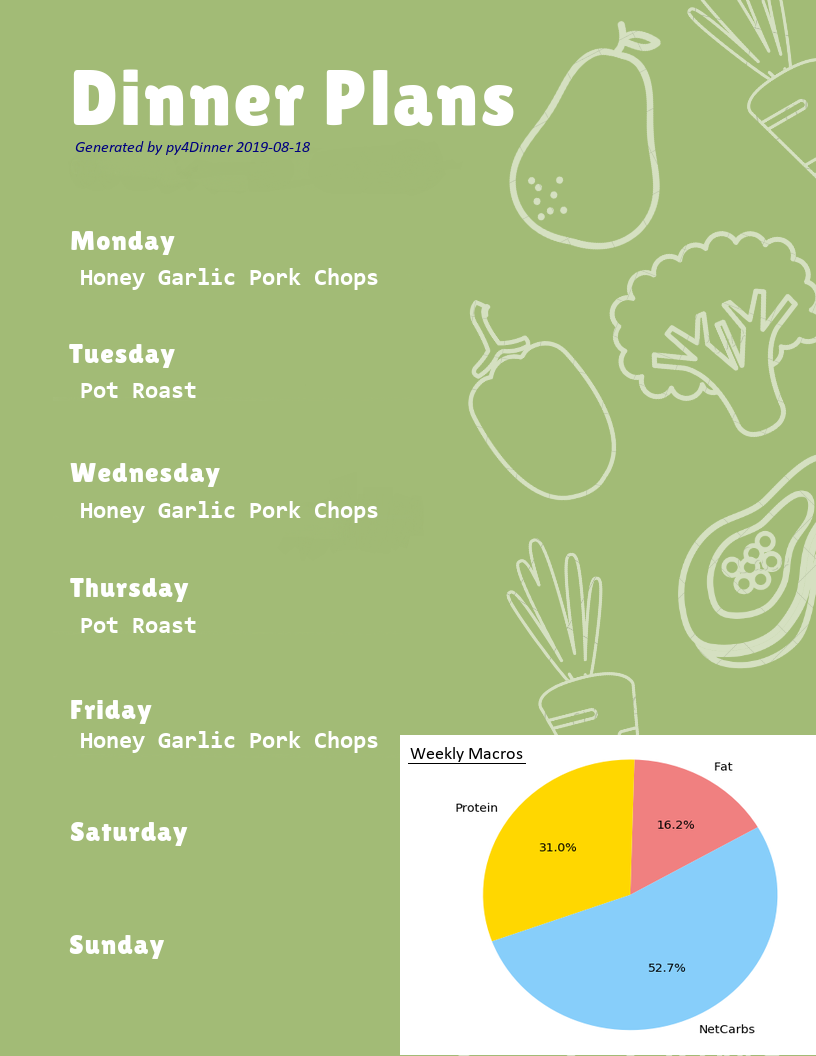 Dinner Plans
Generated by py4Dinner 2019-08-18
Monday
Honey Garlic Pork Chops
Tuesday
Pot Roast
Wednesday
Honey Garlic Pork Chops
Thursday
Pot Roast
Friday
Honey Garlic Pork Chops
Weekly Macros
Fat
Protein
16.2%
31.0%
Saturday
Sunday
52.7%
NetCarbs